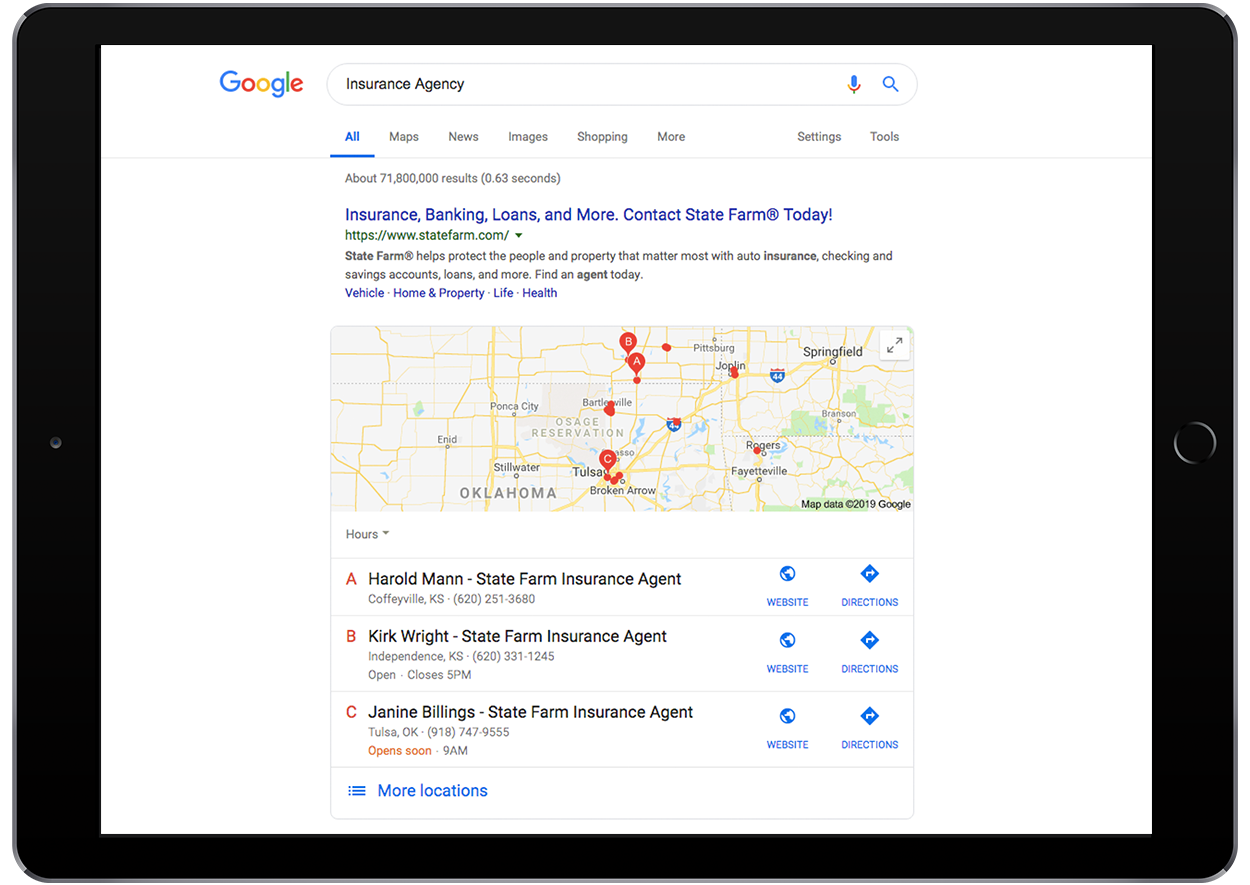 Google
Insurance Agency
All Maps News Images Shopping More Settings Tools
About 71,800,000 results (0.63 seconds)
Insurance, Banking, Loans, and More. Contact State Farm® Today!
https://www.statefarm.com/
State Farm® helps protect the people and property that matter most with auto insurance, checking and
savings accounts, loans, and more. Find an agent today.
Vehicle · Home & Property · Life · Health
B
A
Pittsburg
Springfield
Joplin
44
Ponca City
Bartlesville
Branson
OSAGE
RESERVATION
Enid
Rogers
C
asso
Stillwater
Tulsa
Fayetteville
OKLAHOMA
Broken Arrow
Map data ©2019 Google
Hours
A Harold Mann - State Farm Insurance Agent
Coffeyville, KS · (620) 251-3680
WEBSITE DIRECTIONS
B Kirk Wright - State Farm Insurance Agent
Independence, KS · (620) 331-1245
Open · Closes 5PM
WEBSITE DIRECTIONS
C Janine Billings - State Farm Insurance Agent
Tulsa, OK · (918) 747-9555
Opens soon · 9AM
WEBSITE DIRECTIONS
More locations